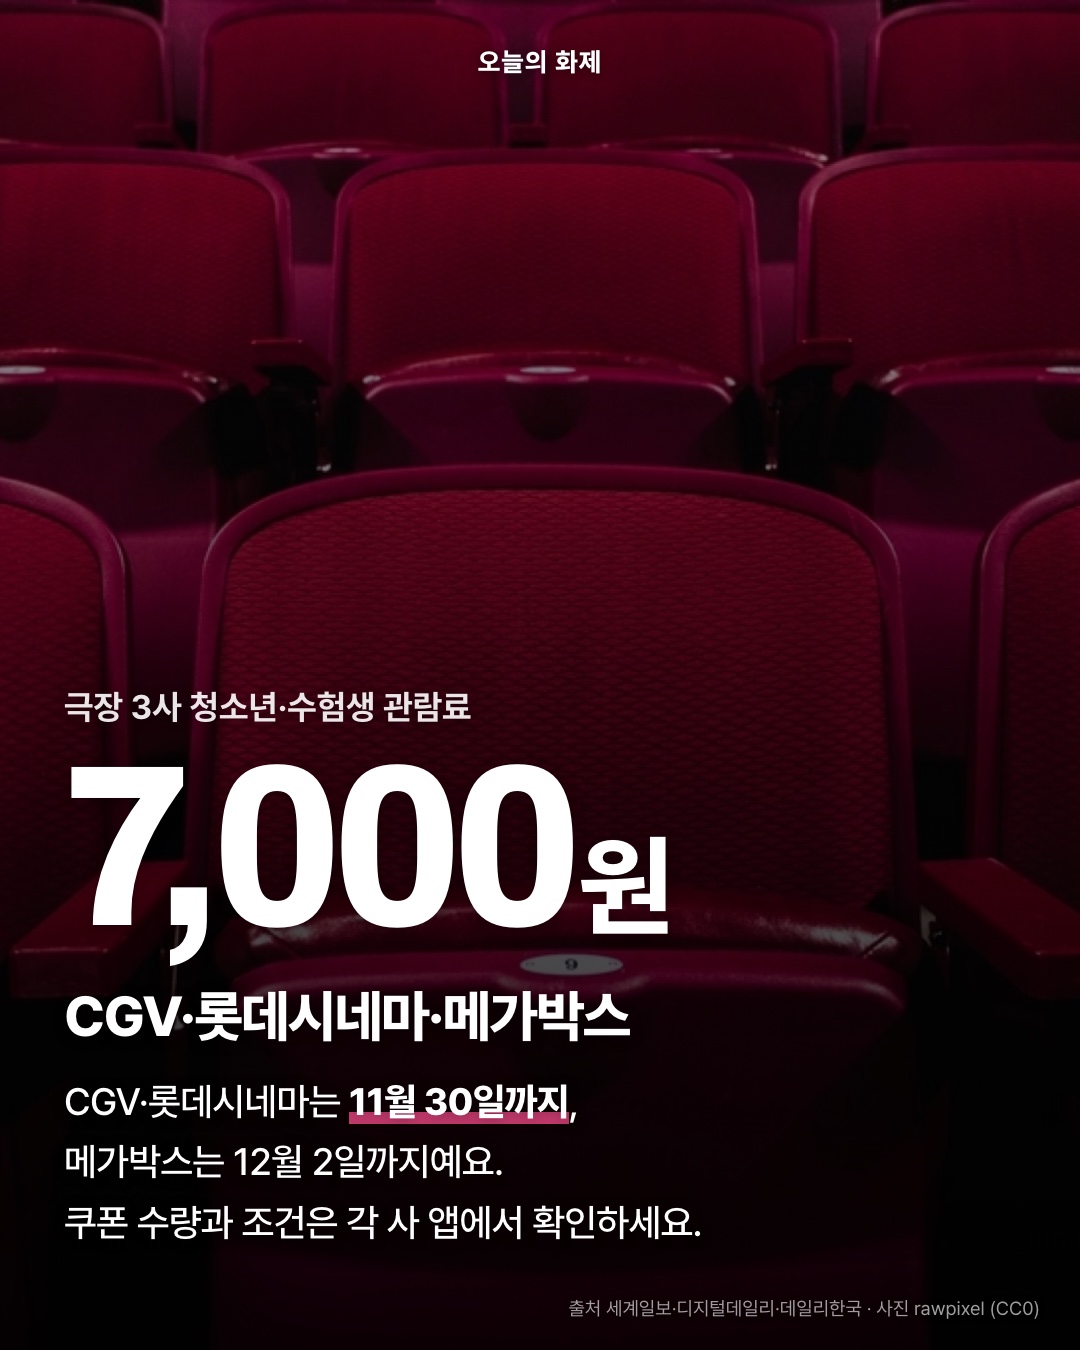 오늘의 화제
극장 3사 청소년·수험생 관람료
7,000원
9
CGV·롯데시네마·메가박스
CGV·롯데시네마는 11월 30일까지,
메가박스는 12월 2일까지예요.
쿠폰 수량과 조건은 각 사 앱에서 확인하세요.
출처 세계일보·디지털데일리·데일리한국 · 사진 rawpixel (CC0)